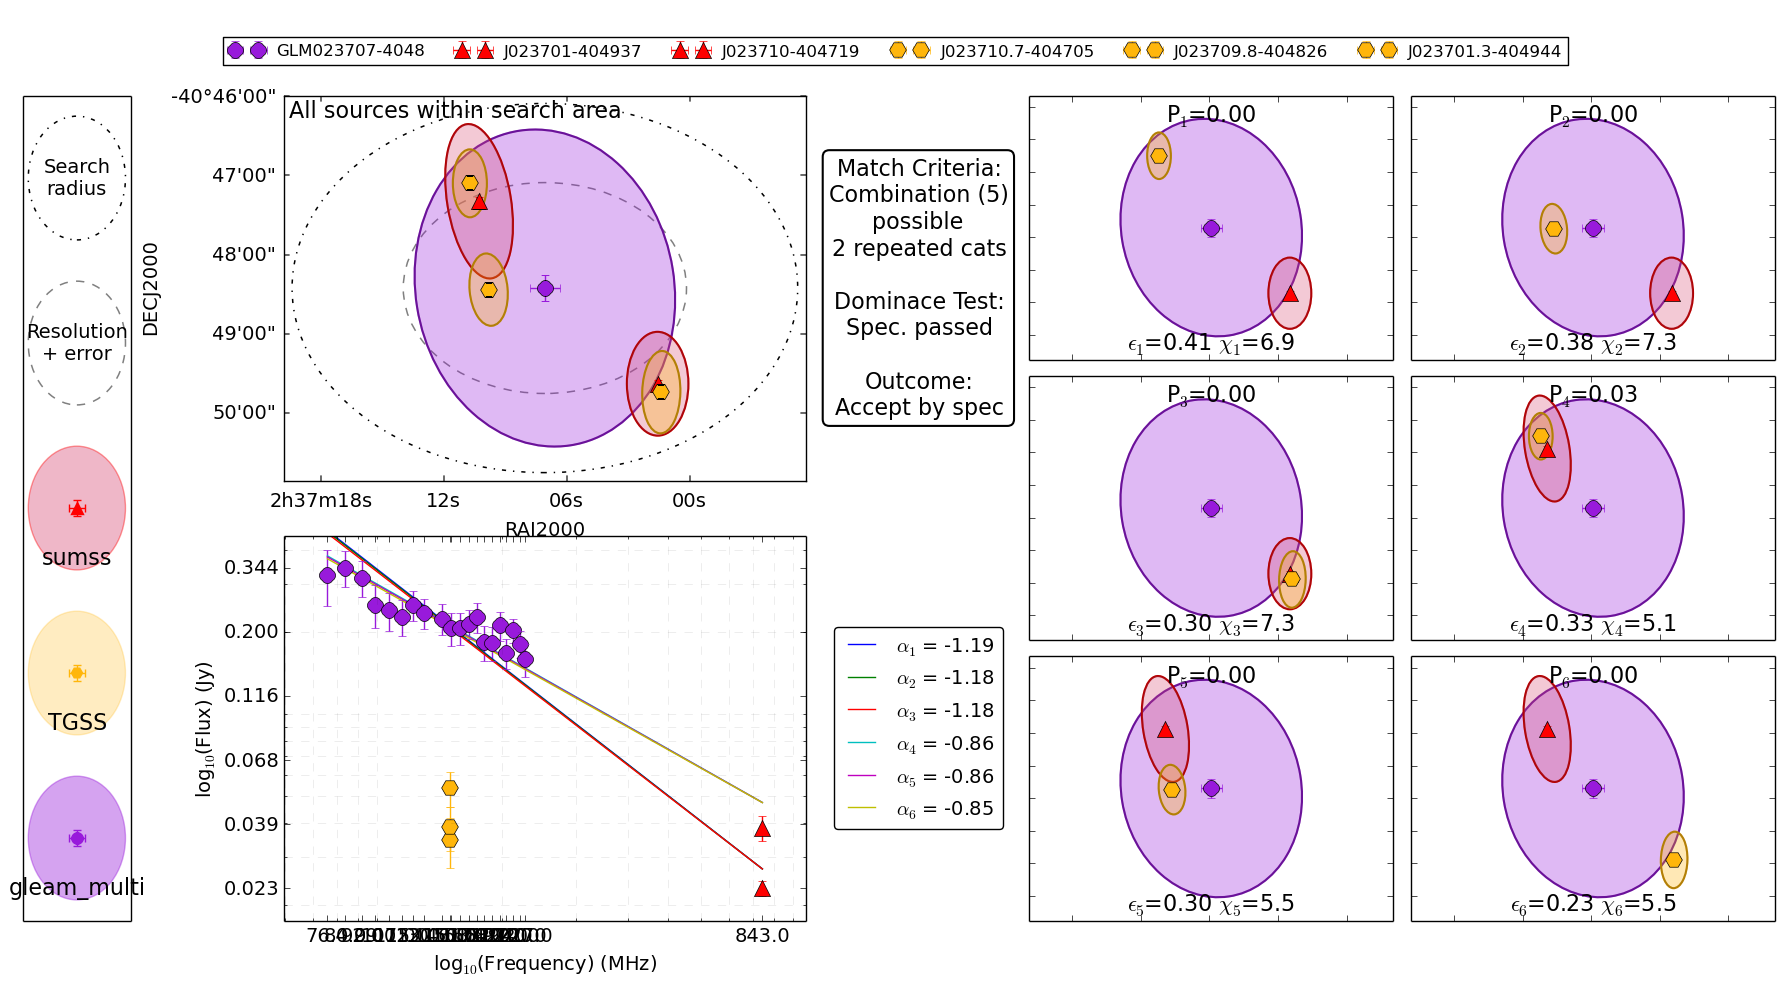 GLM023707-4048 J023701-404937 J023710-404719 J023710.7-404705 J023709.8-404826 J023701.3-404944
Search
radius
Resolution
+ error
sumss
TGSS
gleam_multi
All sources within search area
-40°46'00"
47'00"
48'00"
49'00"
50'00"
DECJ2000
2h37m18s 12s 06s 00s
RAJ2000
Match Criteria:
Combination (5)
possible
2 repeated cats
Dominace Test:
Spec. passed
Outcome:
Accept by spec
0.344
0.200
0.116
0.068
0.039
0.023
log10(Flux) (Jy)
843.0
log10(Frequency) (MHz)
α1 = -1.19
α2 = -1.18
α3 = -1.18
α4 = -0.86
α5 = -0.86
α6 = -0.85
P1=0.00
ϵ1=0.41 χ1=6.9
P2=0.00
ϵ2=0.38 χ2=7.3
P3=0.00
ϵ3=0.30 χ3=7.3
P4=0.03
ϵ4=0.33 χ4=5.1
P5=0.00
ϵ5=0.30 χ5=5.5
P6=0.00
ϵ6=0.23 χ6=5.5